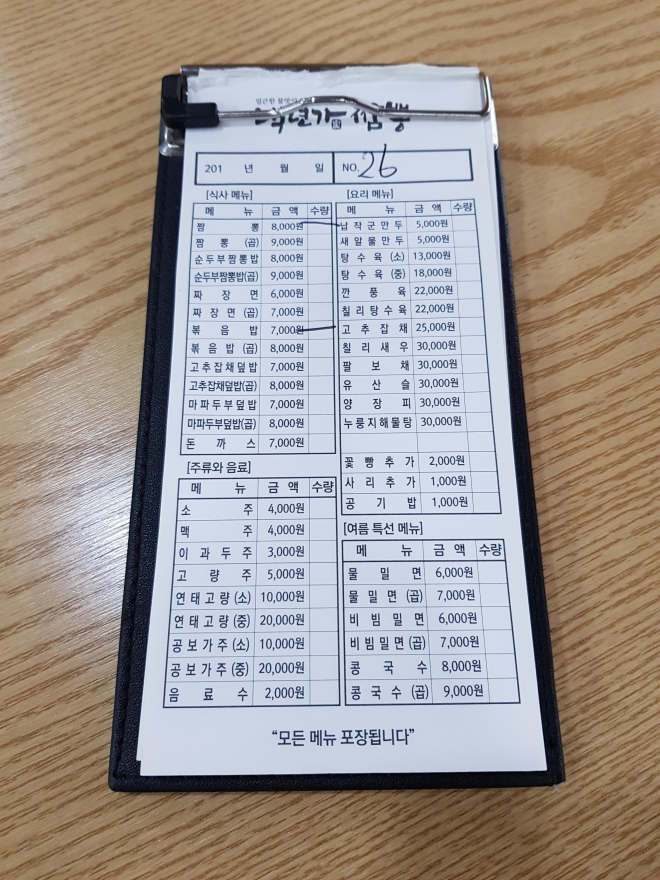 백년가 짬뽕
201 년 월 일 NO. 26
[식사 메뉴]
메 뉴 금 액 수량
짬 뽕 8,000원
짬 뽕 (곱) 9,000원
순두부짬뽕밥 8,000원
순두부짬뽕밥(곱) 9,000원
짜 장 면 6,000원
짜 장 면 (곱) 7,000원
볶 음 밥 7,000원
볶 음 밥 (곱) 8,000원
고추잡채덮밥 7,000원
고추잡채덮밥(곱) 8,000원
마파두부덮밥 7,000원
마파두부덮밥(곱) 8,000원
돈 까 스 7,000원
[주류와 음료]
메 뉴 금 액 수량
소 주 4,000원
맥 주 4,000원
이 과 두 주 3,000원
고 량 주 5,000원
연태고량 (소) 10,000원
연태고량 (중) 20,000원
공보가주 (소) 10,000원
공보가주 (중) 20,000원
음 료 수 2,000원
[요리 메뉴]
메 뉴 금 액 수량
납작군만두 5,000원
새알물만두 5,000원
탕 수 육 (소) 13,000원
탕 수 육 (중) 18,000원
깐 풍 육 22,000원
칠리탕수육 22,000원
고 추 잡 채 25,000원
칠 리 새 우 30,000원
팔 보 채 30,000원
유 산 슬 30,000원
양 장 피 30,000원
누룽지해물탕 30,000원
꽃 빵 추 가 2,000원
사 리 추 가 1,000원
공 기 밥 1,000원
[여름 특선 메뉴]
메 뉴 금 액 수량
물 밀 면 6,000원
물 밀 면 (곱) 7,000원
비 빔 밀 면 6,000원
비빔밀면(곱) 7,000원
콩 국 수 8,000원
콩 국 수 (곱) 9,000원
“모든 메뉴 포장됩니다”